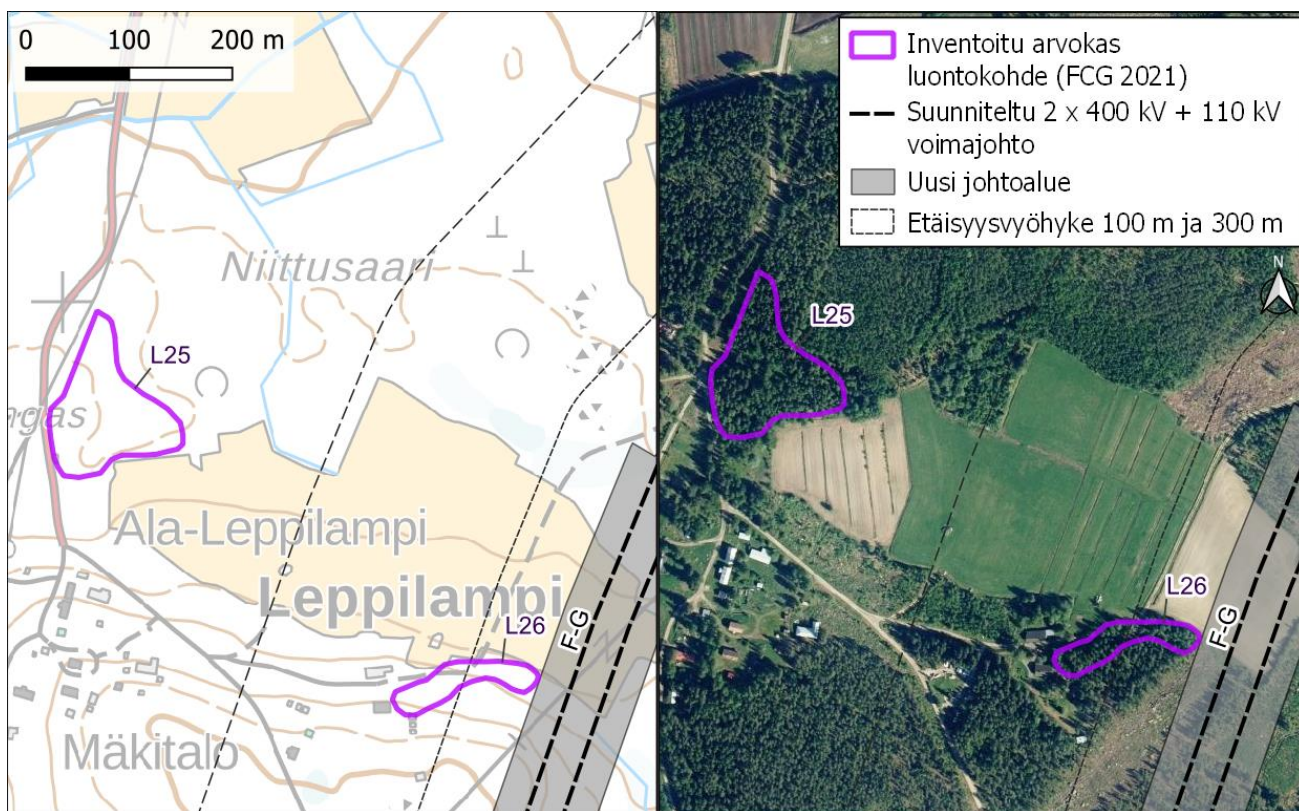 0 100 200 m
Niittusaari
L25
ngas
Ala-Leppilampi
Leppilampi
L26
F-G
Mäkitalo
Inventoitu arvokas
luontokohde (FCG 2021)
Suunniteltu 2 x 400 kV + 110 kV
voimajohto
Uusi johtoalue
Etäisyysvyöhyke 100 m ja 300 m
N
L25
L26
F-G